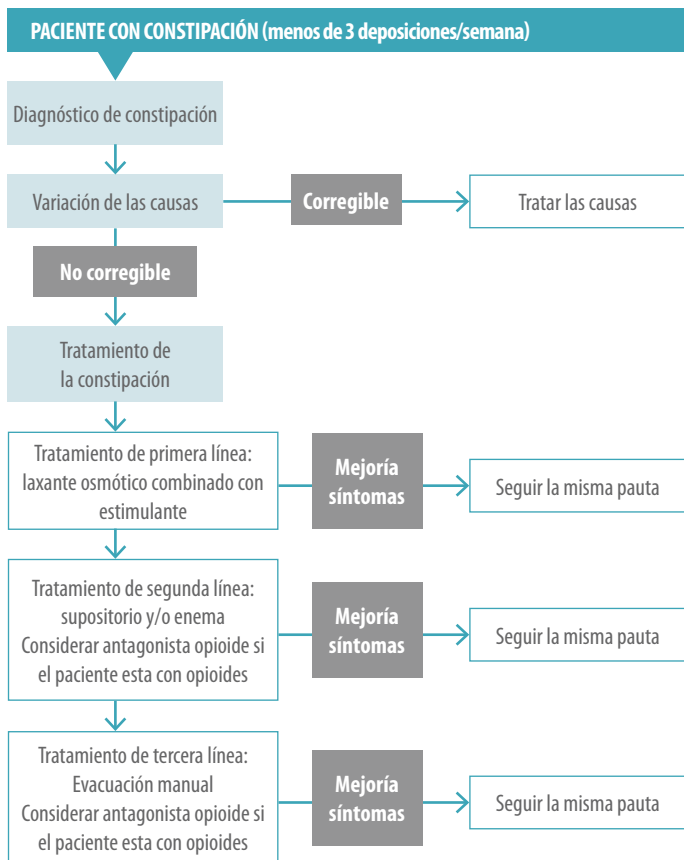 PACIENTE CON CONSTIPACIÓN (menos de 3 deposiciones/semana)
Diagnóstico de constipación
Variación de las causas
Corregible
Tratar las causas
No corregible
Tratamiento de
la constipación
Tratamiento de primera línea:
laxante osmótico combinado con
estimulante
Mejoría
síntomas
Seguir la misma pauta
Tratamiento de segunda línea:
supositorio y/o enema
Considerar antagonista opioide si
el paciente esta con opioides
Mejoría
síntomas
Seguir la misma pauta
Tratamiento de tercera línea:
Evacuación manual
Considerar antagonista opioide si
el paciente esta con opioides
Mejoría
síntomas
Seguir la misma pauta